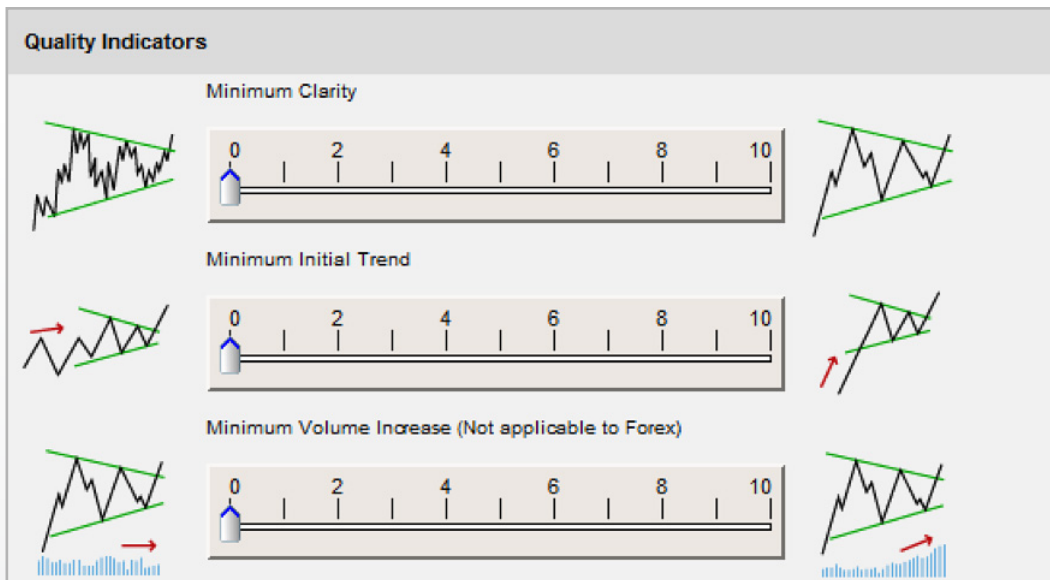 Quality Indicators
Minimum Clarity
0 2 4 6 8 10
Minimum Initial Trend
0 2 4 6 8 10
Minimum Volume Increase (Not applicable to Forex)
0 2 4 6 8 10